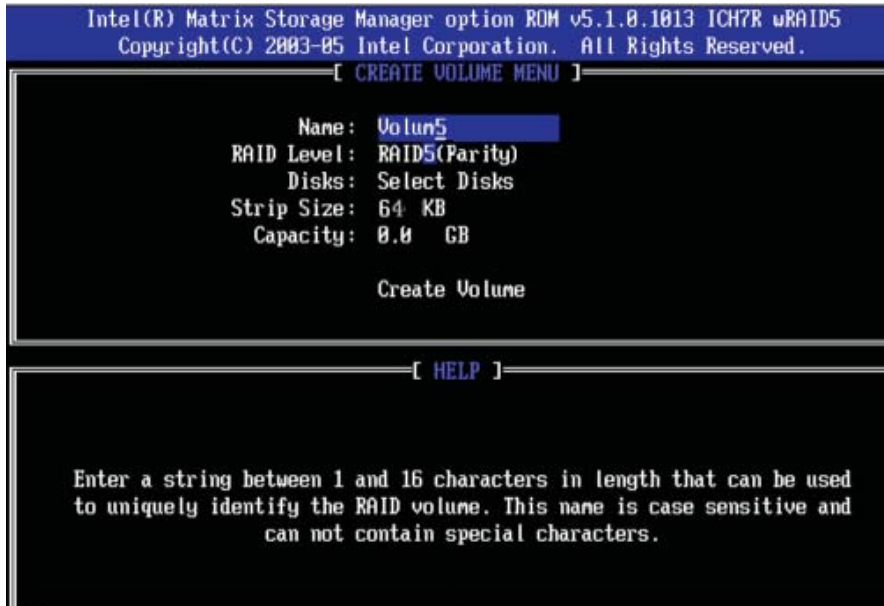 Intel(R) Matrix Storage Manager option ROM v5.1.0.1013 ICH7R wRAID5
Copyright(C) 2003-05 Intel Corporation. All Rights Reserved.
[ CREATE VOLUME MENU ]
Name: Volum5
RAID Level: RAID5(Parity)
Disks: Select Disks
Strip Size: 64 KB
Capacity: 0.0 GB
Create Volume
[ HELP ]
Enter a string between 1 and 16 characters in length that can be used
to uniquely identify the RAID volume. This name is case sensitive and
can not contain special characters.